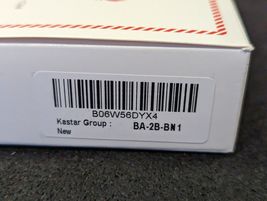 B06W56DYX4
Kastar Group :
BA-2B-BN1
New